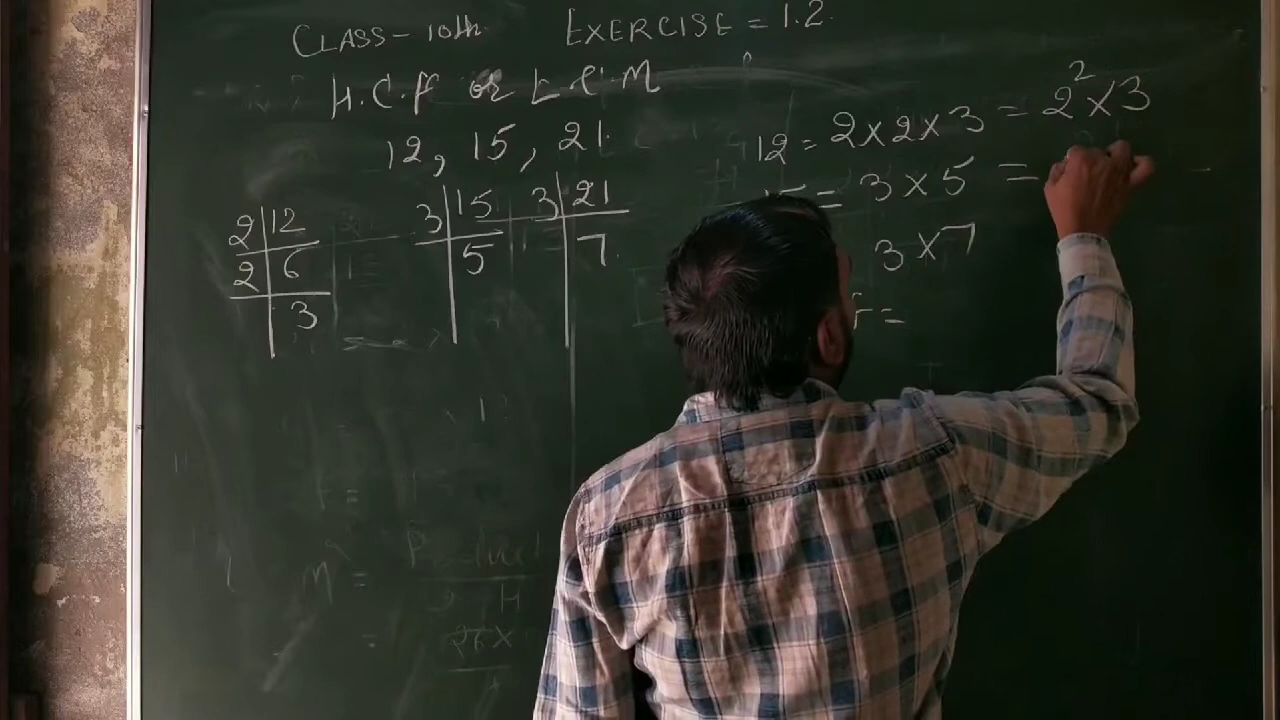 CLASS-10th EXERCISE = 1.2
H.C.F or L.C.M
12, 15, 21
2 12
2 6
3
3 15
5
3 21
7
12 = 2×2×3 = 2²×3
= 3×5 =
3×7
=
= Product
H